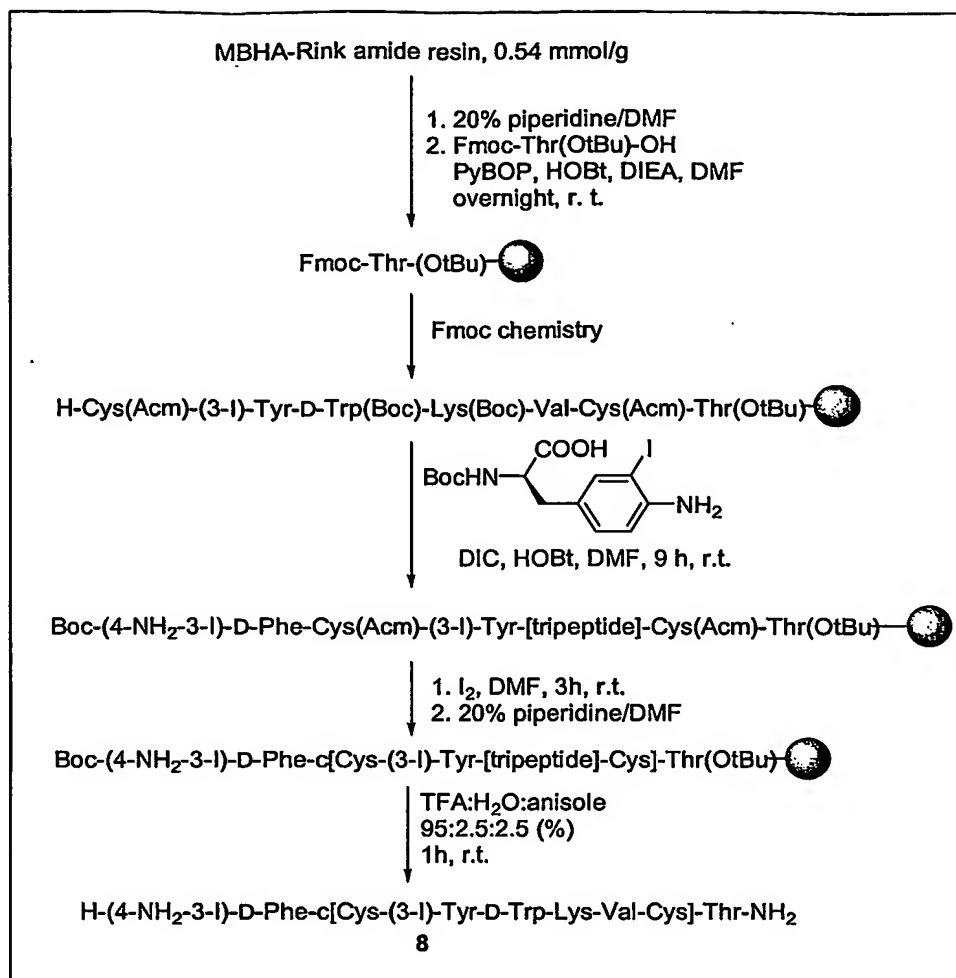 MBHA-Rink amide resin, 0.54 mmol/g
1. 20% piperidine/DMF
2. Fmoc-Thr(OtBu)-OH
PyBOP, HOBt, DIEA, DMF
overnight, r. t.
Fmoc-Thr-(OtBu)
Fmoc chemistry
H-Cys(Acm)-(3-I)-Tyr-D-Trp(Boc)-Lys(Boc)-Val-Cys(Acm)-Thr(OtBu)
COOH
I
BocHN
NH₂
DIC, HOBt, DMF, 9 h, r.t.
Boc-(4-NH₂-3-I)-D-Phe-Cys(Acm)-(3-I)-Tyr-[tripeptide]-Cys(Acm)-Thr(OtBu)
1. I₂, DMF, 3h, r.t.
2. 20% piperidine/DMF
Boc-(4-NH₂-3-I)-D-Phe-c[Cys-(3-I)-Tyr-[tripeptide]-Cys]-Thr(OtBu)
TFA:H₂O:anisole
95:2.5:2.5 (%)
1h, r.t.
H-(4-NH₂-3-I)-D-Phe-c[Cys-(3-I)-Tyr-D-Trp-Lys-Val-Cys]-Thr-NH₂
8